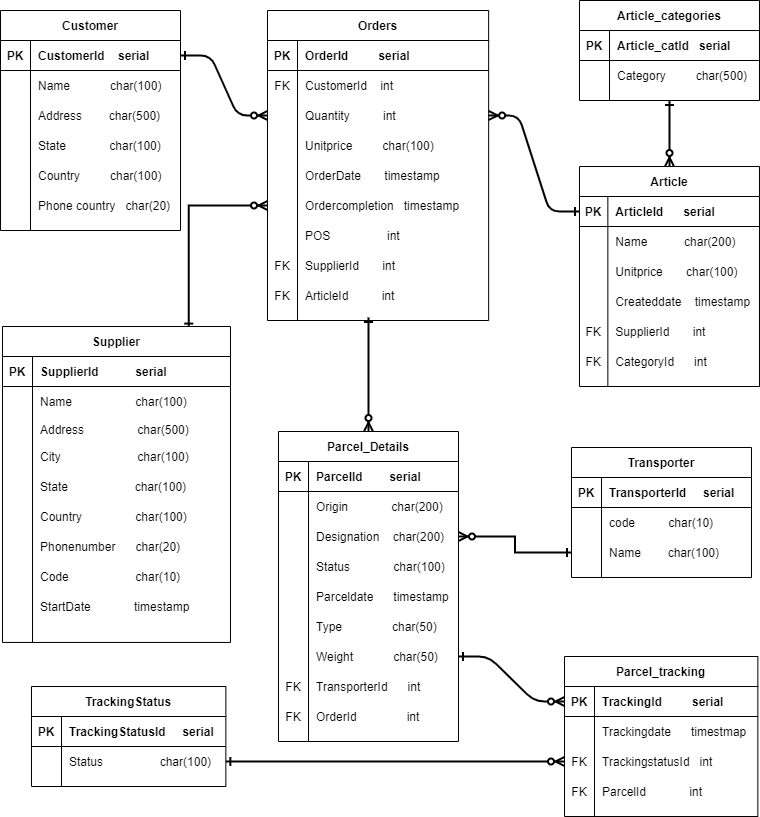 Customer
PK CustomerId serial
Name char(100)
Address char(500)
State char(100)
Country char(100)
Phone country char(20)
Orders
PK OrderId serial
FK CustomerId int
Quantity int
Unitprice char(100)
OrderDate timestamp
Ordercompletion timestamp
POS int
FK SupplierId int
FK ArticleId int
Article_categories
PK Article_catId serial
Category char(500)
Article
PK ArticleId serial
Name char(200)
Unitprice char(100)
Createddate timestamp
FK SupplierId int
FK CategoryId int
Supplier
PK SupplierId serial
Name char(100)
Address char(500)
City char(100)
State char(100)
Country char(100)
Phonenumber char(20)
Code char(10)
StartDate timestamp
Parcel_Details
PK ParcelId serial
Origin char(200)
Designation char(200)
Status char(100)
Parceldate timestamp
Type char(50)
Weight char(50)
FK TransporterId int
FK OrderId int
Transporter
PK TransporterId serial
code char(10)
Name char(100)
TrackingStatus
PK TrackingStatusId serial
Status char(100)
Parcel_tracking
PK TrackingId serial
Trackingdate timestmap
FK TrackingstatusId int
FK ParcelId int